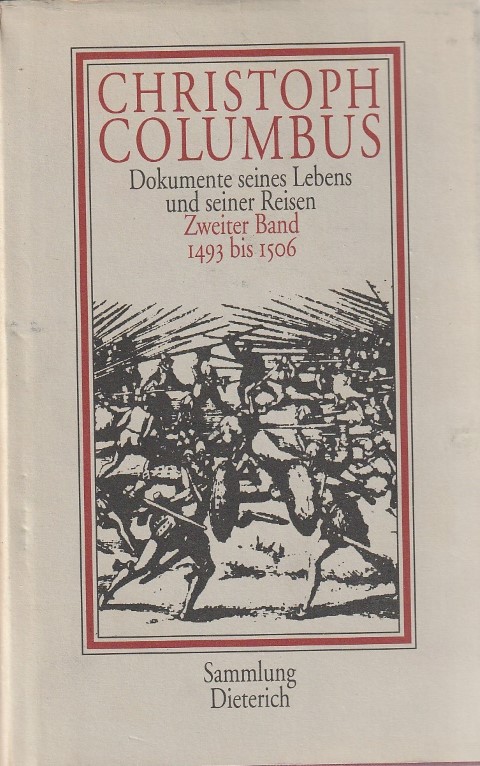 CHRISTOPH
COLUMBUS
Dokumente seines Lebens
und seiner Reisen
Zweiter Band
1493 bis 1506
Sammlung
Dieterich